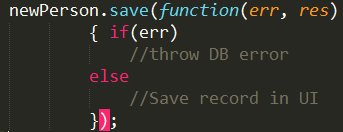 newPerson.save(function(err, res)
{ if(err)
//throw DB error
else
//Save record in UI
});